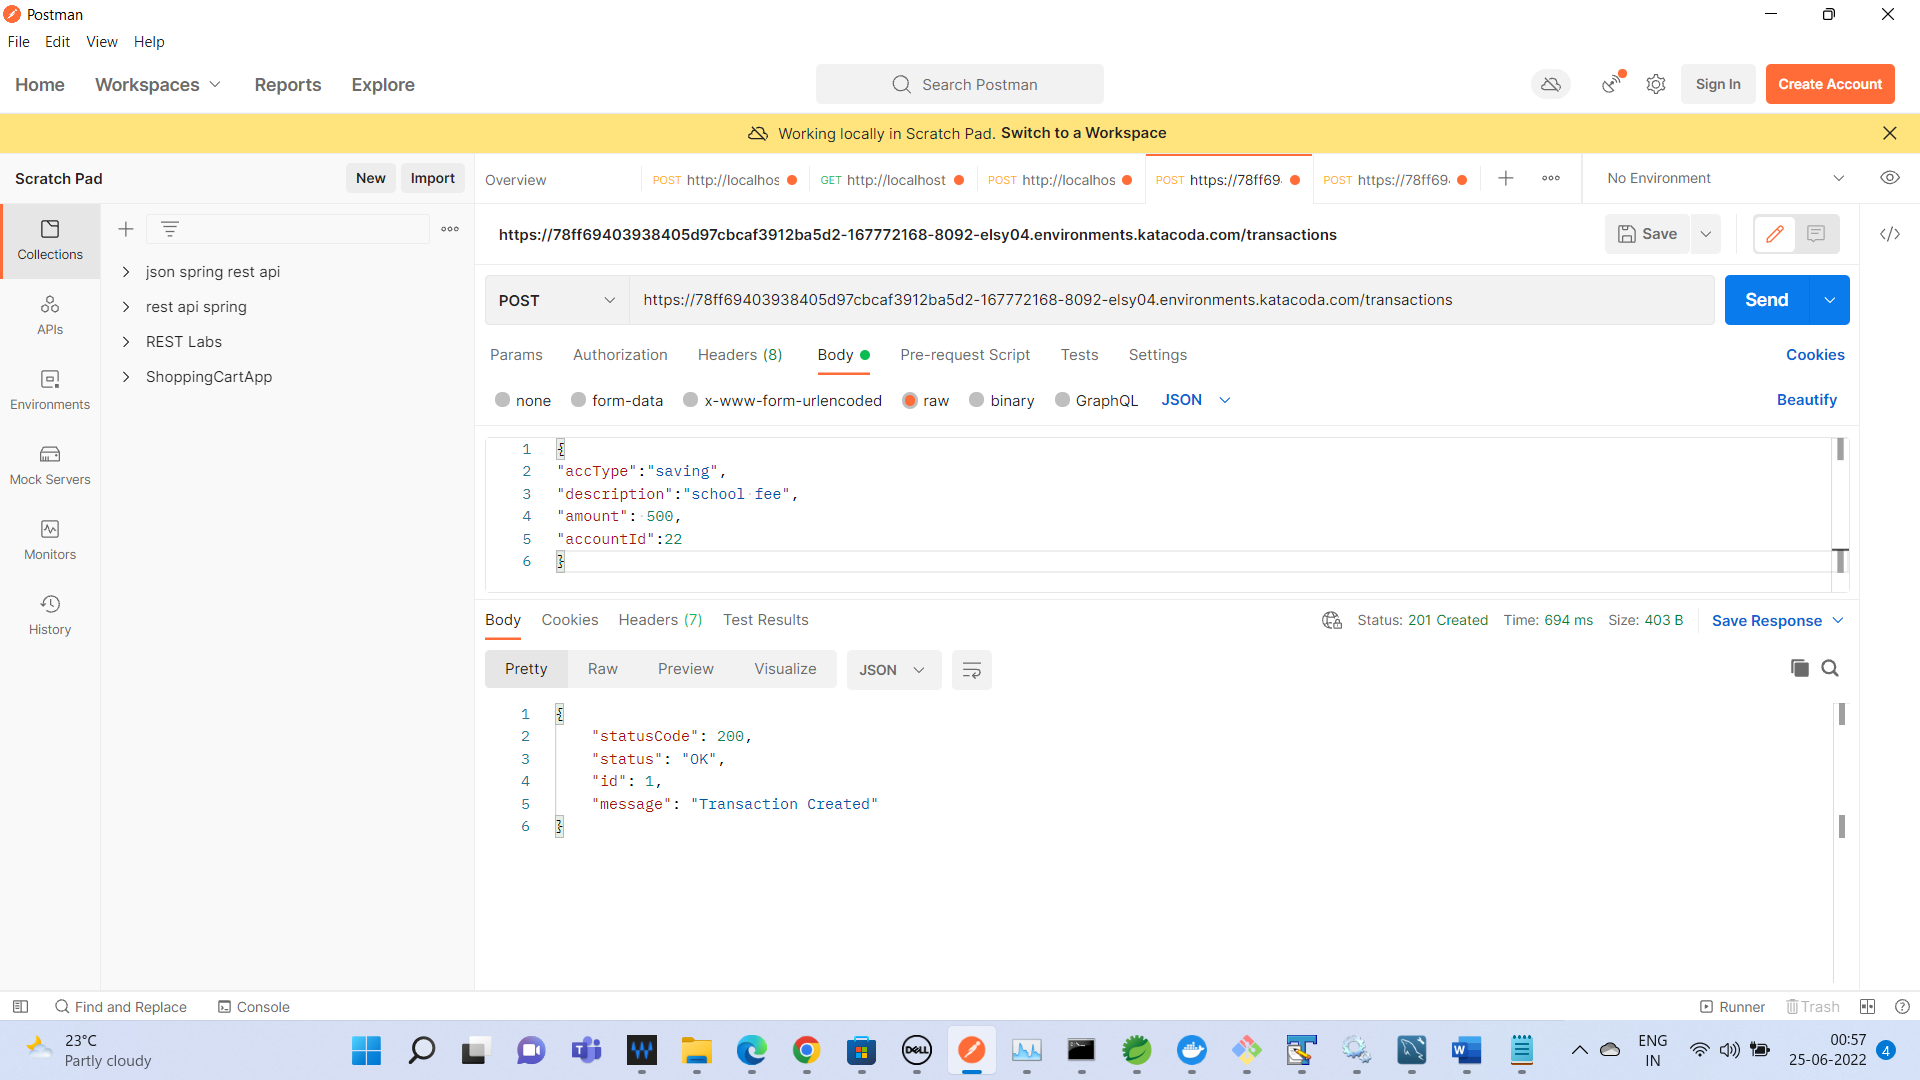 Postman
File Edit View Help
Home Workspaces Reports Explore Search Postman Sign In Create Account
Working locally in Scratch Pad. Switch to a Workspace
Scratch Pad New Import Overview POST http://localhos GET http://localhost POST http://localhos POST https://78ff69 POST https://78ff69 No Environment
Collections
APIs
Environments
Mock Servers
Monitors
History
json spring rest api
rest api spring
REST Labs
ShoppingCartApp
https://78ff69403938405d97cbcaf3912ba5d2-167772168-8092-elsy04.environments.katacoda.com/transactions Save
POST https://78ff69403938405d97cbcaf3912ba5d2-167772168-8092-elsy04.environments.katacoda.com/transactions Send
Params Authorization Headers (8) Body Pre-request Script Tests Settings Cookies
none form-data x-www-form-urlencoded raw binary GraphQL JSON Beautify
1 {
2 "accType":"saving",
3 "description":"school fee",
4 "amount": 500,
5 "accountId":22
6 }
Body Cookies Headers (7) Test Results Status: 201 Created Time: 694 ms Size: 403 B Save Response
Pretty Raw Preview Visualize JSON
1 {
2 "statusCode": 200,
3 "status": "OK",
4 "id": 1,
5 "message": "Transaction Created"
6 }
Find and Replace Console Runner Trash
23°C
Partly cloudy
DELL
ENG
IN
00:57
25-06-2022
4